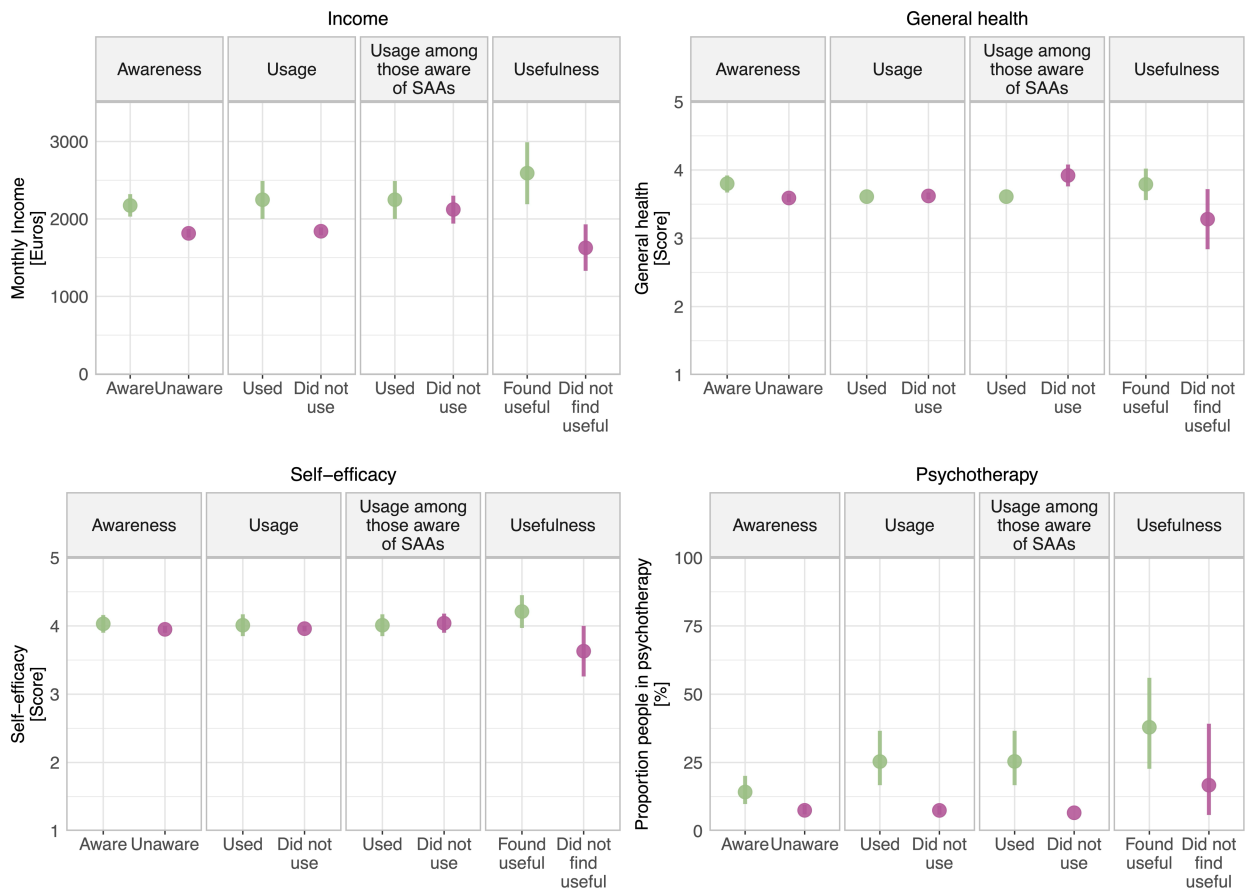 Income
Awareness
Usage
Usage among
those aware
of SAAs
Usefulness
Monthly Income
[Euros]
3000
2000
1000
0
Aware
Unaware
Used
Did not
use
Used
Did not
use
Found
useful
Did not
find
useful
General health
Awareness
Usage
Usage among
those aware
of SAAs
Usefulness
General health
[Score]
5
4
3
2
1
Aware
Unaware
Used
Did not
use
Used
Did not
use
Found
useful
Did not
find
useful
Self−efficacy
Awareness
Usage
Usage among
those aware
of SAAs
Usefulness
Self−efficacy
[Score]
5
4
3
2
1
Aware
Unaware
Used
Did not
use
Used
Did not
use
Found
useful
Did not
find
useful
Psychotherapy
Awareness
Usage
Usage among
those aware
of SAAs
Usefulness
Proportion people in psychotherapy
[%]
100
75
50
25
0
Aware
Unaware
Used
Did not
use
Used
Did not
use
Found
useful
Did not
find
useful